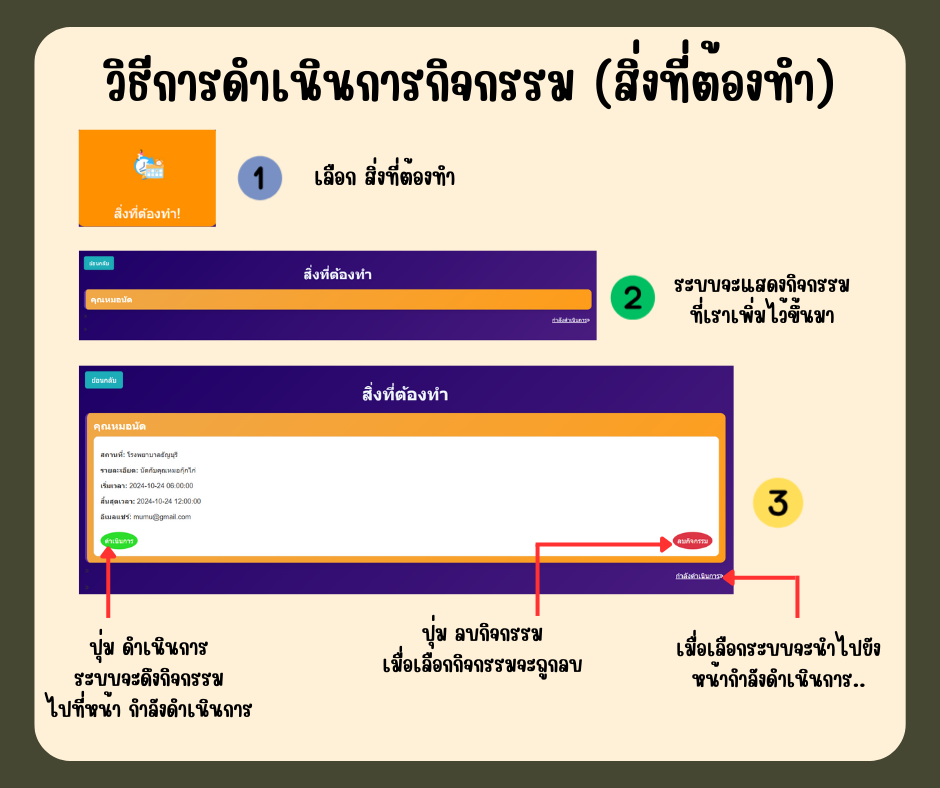 วิธีการดำเนินการกิจกรรม (สิ่งที่ต้องทำ)
สิ่งที่ต้องทำ!
1
เลือก สิ่งที่ต้องทำ
ย้อนกลับ
สิ่งที่ต้องทำ
คุณหมอนัด
กำลังดำเนินการ>
2
ระบบจะแสดงกิจกรรม
ที่เราเพิ่มไว้ขึ้นมา
ย้อนกลับ
สิ่งที่ต้องทำ
คุณหมอนัด
สถานที่: โรงพยาบาลธัญบุรี
รายละเอียด: นัดกับคุณหมอกุ๊กไก่
เริ่มเวลา: 2024-10-24 06:00:00
สิ้นสุดเวลา: 2024-10-24 12:00:00
อีเมลแชร์: mumu@gmail.com
ดำเนินการ
ลบกิจกรรม
กำลังดำเนินการ>
3
ปุ่ม ดำเนินการ
ระบบจะดึงกิจกรรม
ไปที่หน้า กำลังดำเนินการ
ปุ่ม ลบกิจกรรม
เมื่อเลือกกิจกรรมจะถูกลบ
เมื่อเลือกระบบจะนำไปยัง
หน้ากำลังดำเนินการ..